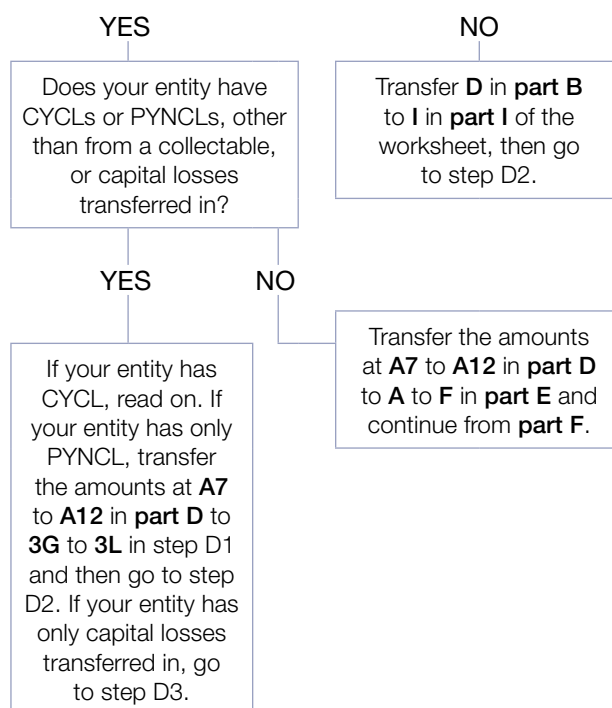 YES
Does your entity have
CYCLs or PYNCLs, other
than from a collectable,
or capital losses
transferred in?
NO
Transfer D in part B
to I in part I of the
worksheet, then go
to step D2.
YES
If your entity has
CYCL, read on. If
your entity has only
PYNCL, transfer
the amounts at A7
to A12 in part D to
3G to 3L in step D1
and then go to step
D2. If your entity has
only capital losses
transferred in, go
to step D3.
NO
Transfer the amounts
at A7 to A12 in part D
to A to F in part E and
continue from part F.